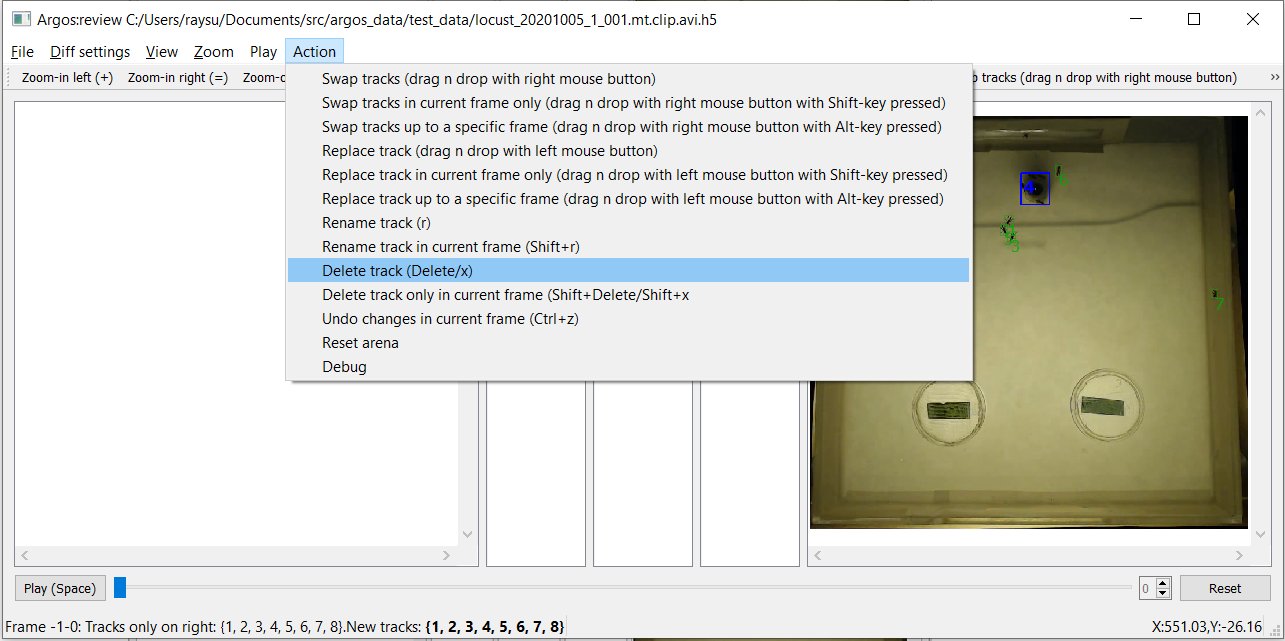 Argos:review C:/Users/raysu/Documents/src/argos_data/test_data/locust_20201005_1_001.mt.clip.avi.h5
File Diff settings View Zoom Play Action
Zoom-in left (+) Zoom-in right (=) tracks (drag n drop with right mouse button) »
Swap tracks (drag n drop with right mouse button)
Swap tracks in current frame only (drag n drop with right mouse button with Shift-key pressed)
Swap tracks up to a specific frame (drag n drop with right mouse button with Alt-key pressed)
Replace track (drag n drop with left mouse button)
Replace track in current frame only (drag n drop with left mouse button with Shift-key pressed)
Replace track up to a specific frame (drag n drop with left mouse button with Alt-key pressed)
Rename track (r)
Rename track in current frame (Shift+r)
Delete track (Delete/x)
Delete track only in current frame (Shift+Delete/Shift+x
Undo changes in current frame (Ctrl+z)
Reset arena
Debug
4
3
7
Play (Space) 0 Reset
Frame -1-0: Tracks only on right: {1, 2, 3, 4, 5, 6, 7, 8}.New tracks: {1, 2, 3, 4, 5, 6, 7, 8} X:551.03,Y:-26.16